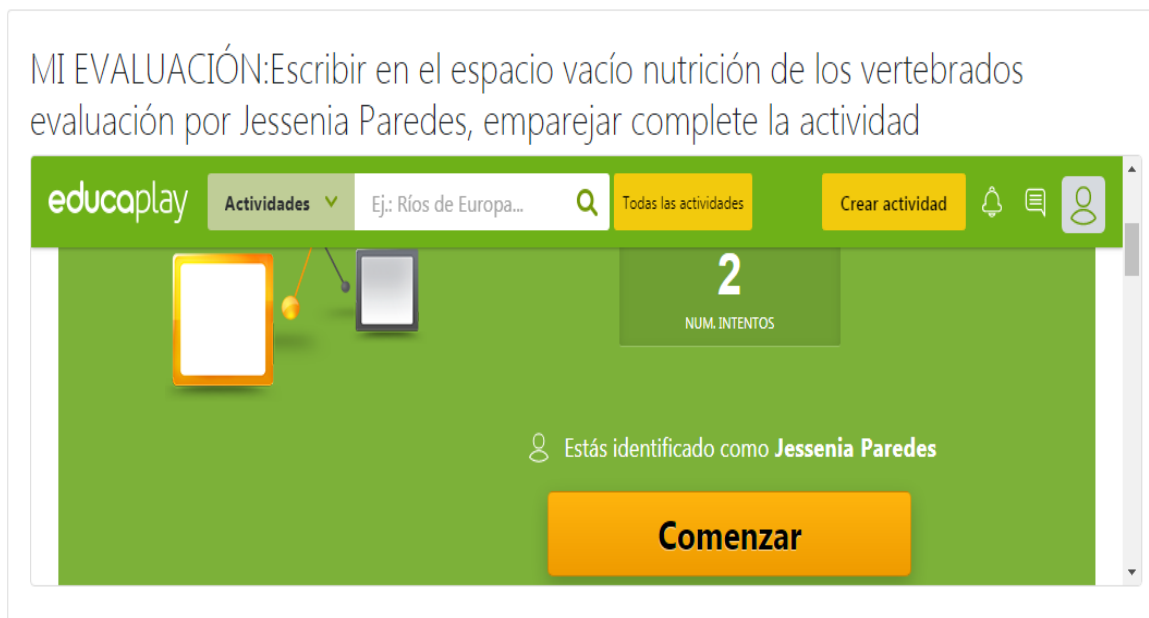 MI EVALUACIÓN:Escribir en el espacio vacío nutrición de los vertebrados
evaluación por Jessenia Paredes, emparejar complete la actividad
educaplay Actividades Ej.: Ríos de Europa... Todas las actividades Crear actividad
2
NUM. INTENTOS
Estás identificado como Jessenia Paredes
Comenzar